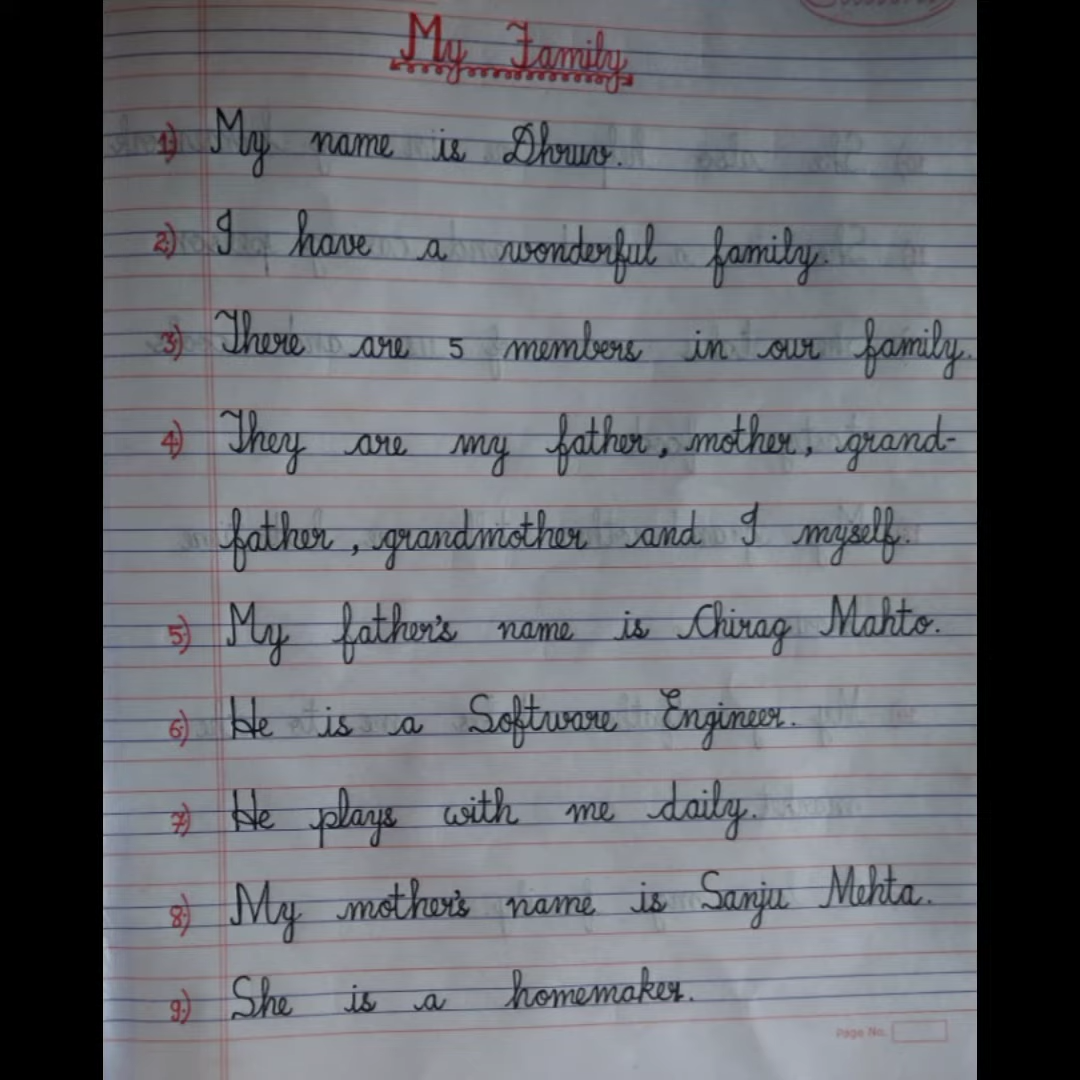 My Family
1) My name is Dhruv.
2) I have a wonderful family.
3) There are 5 members in our family.
4) They are my father, mother, grand-
father, grandmother and I myself.
5) My father's name is Chirag Mahto.
6) He is a Software Engineer.
7) He plays with me daily.
8) My mother's name is Sanju Mehta.
9) She is a homemaker.
Page No.